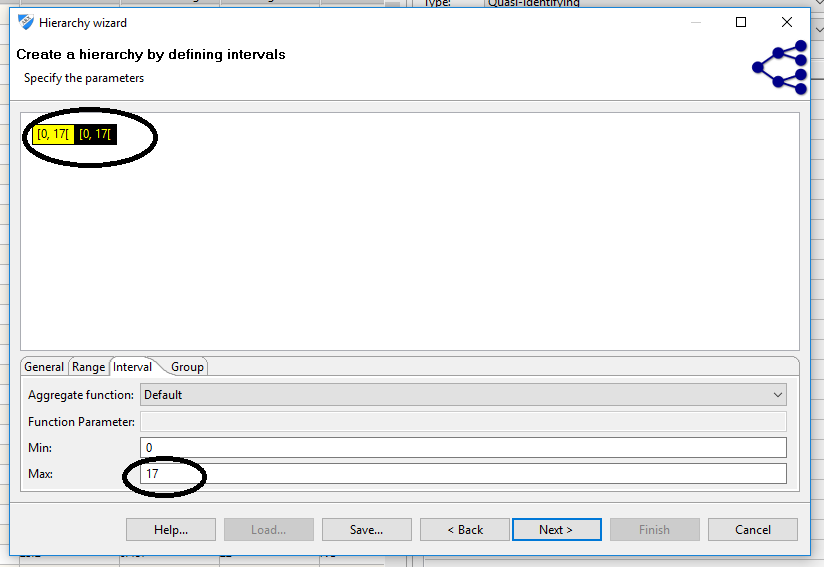 Type:
Quasi-identifying
Hierarchy wizard
Create a hierarchy by defining intervals
Specify the parameters
[0, 17[ [0, 17[
General Range Interval Group
Aggregate function: Default
Function Parameter:
Min: 0
Max: 17
Help... Load... Save... < Back Next > Finish Cancel